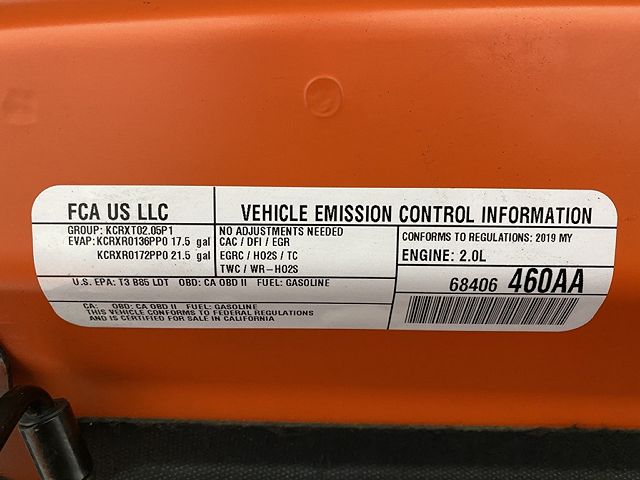 FCA US LLC
VEHICLE EMISSION CONTROL INFORMATION
GROUP: KCRXT02.05P1
EVAP: KCRXR0136PP0 17.5 gal
KCRXR0172PP0 21.5 gal
NO ADJUSTMENTS NEEDED
CAC / DFI / EGR
EGRC / HO2S / TC
TWC / WR-HO2S
CONFORMS TO REGULATIONS: 2019 MY
ENGINE: 2.0L
U.S. EPA: T3 B85 LDT OBD: CA OBD II FUEL: GASOLINE
68406 460AA
CA: OBD: CA OBD II FUEL: GASOLINE
THIS VEHICLE CONFORMS TO FEDERAL REGULATIONS
AND IS CERTIFIED FOR SALE IN CALIFORNIA